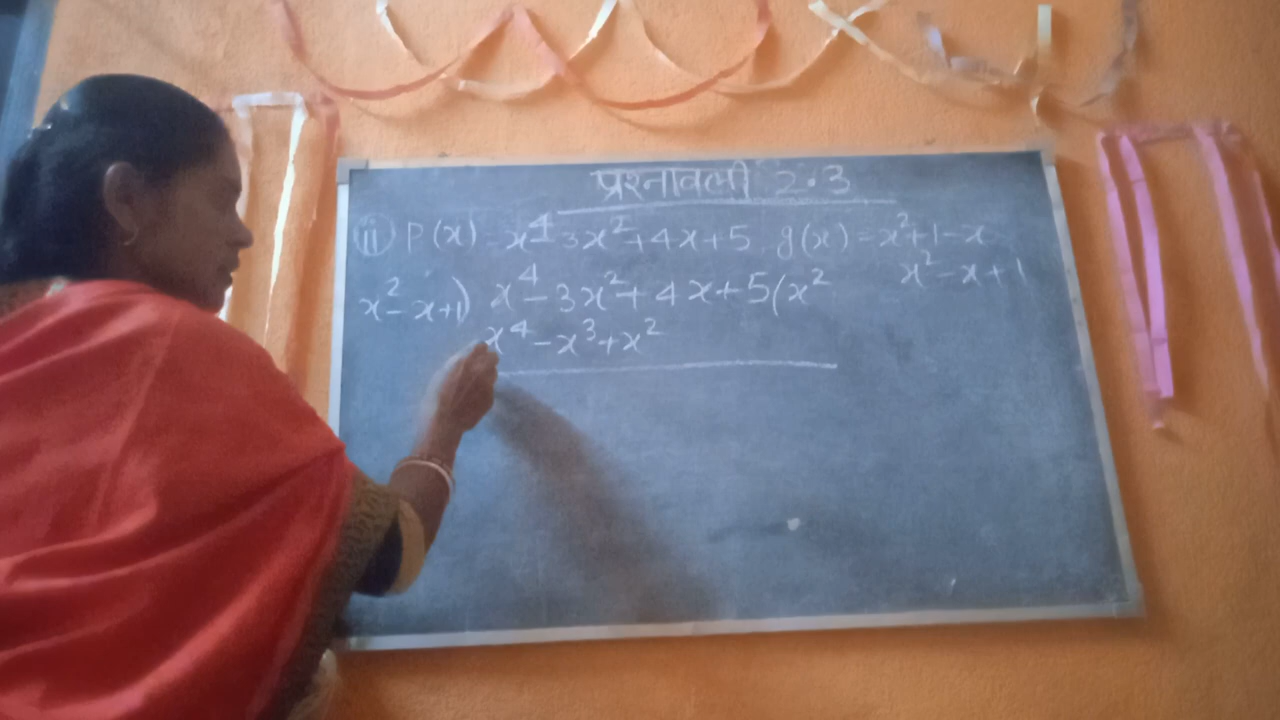 प्रश्नावली 2.3
(ii) P(x) = x⁴-3x²+4x+5, g(x) = x²+1-x
x²-x+1
x²-x+1) x⁴-3x²+4x+5(x²
x⁴-x³+x²